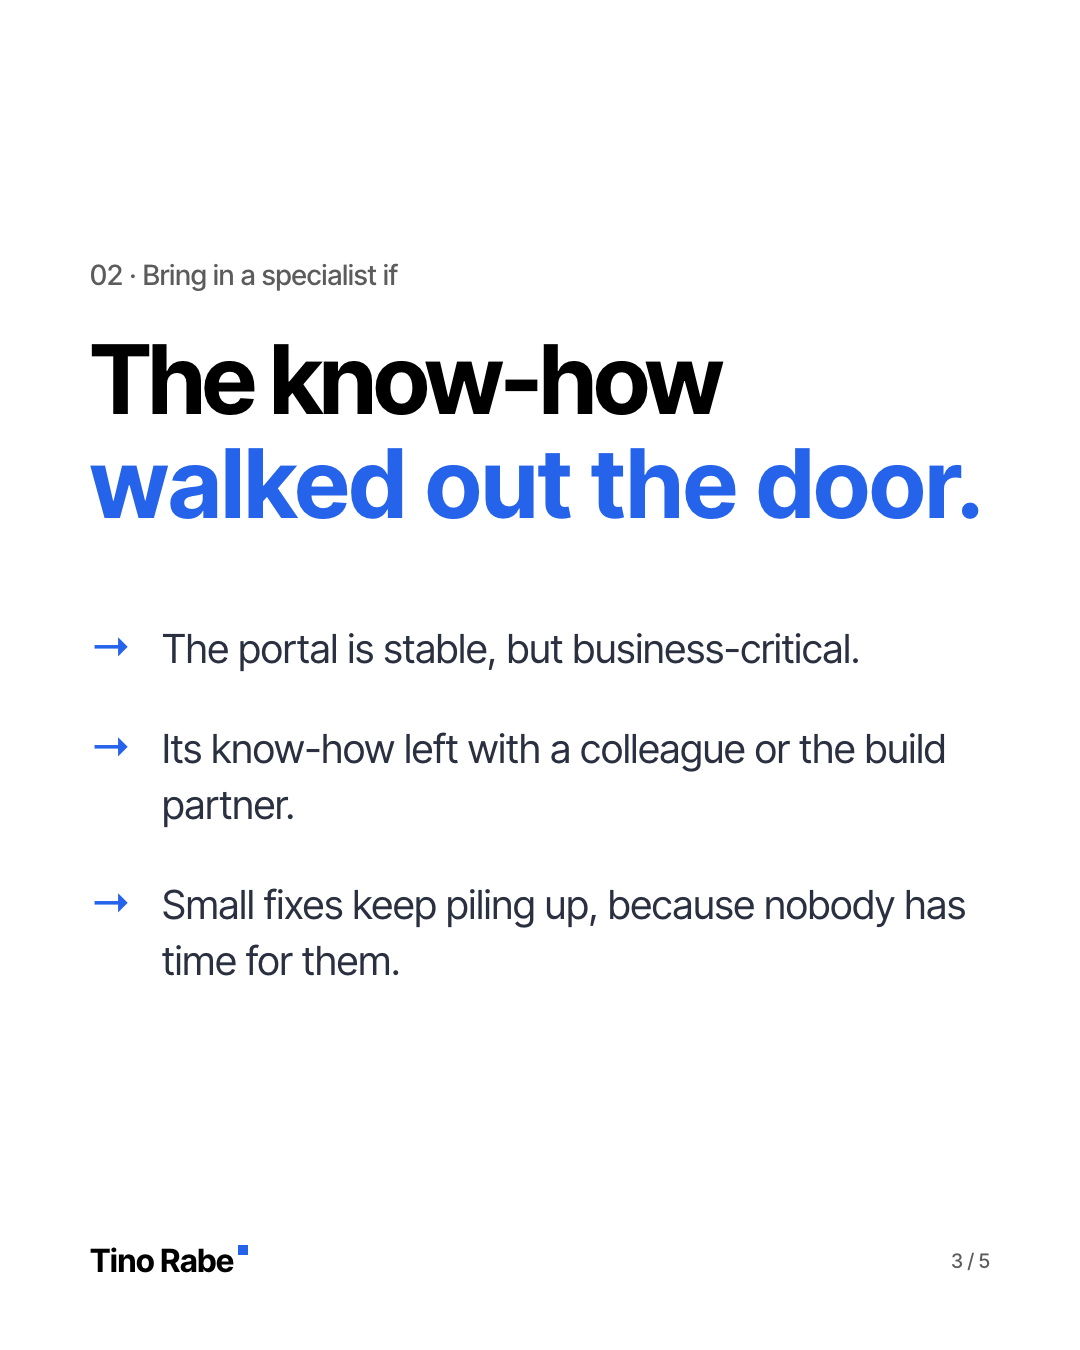 02 · Bring in a specialist if
The know-how
walked out the door.
→ The portal is stable, but business-critical.
→ Its know-how left with a colleague or the build
partner.
→ Small fixes keep piling up, because nobody has
time for them.
Tino Rabe
3 / 5